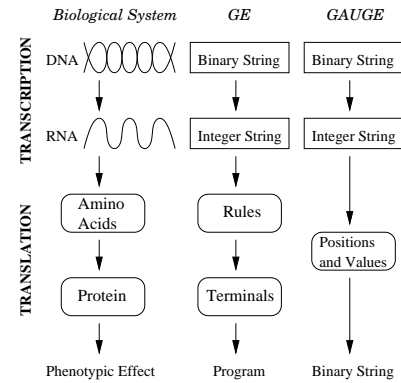 Biological System GE GAUGE
TRANSCRIPTION
DNA Binary String Binary String
RNA Integer String Integer String
TRANSLATION
Amino Acids Rules
Positions and Values
Protein Terminals
Phenotypic Effect Program Binary String